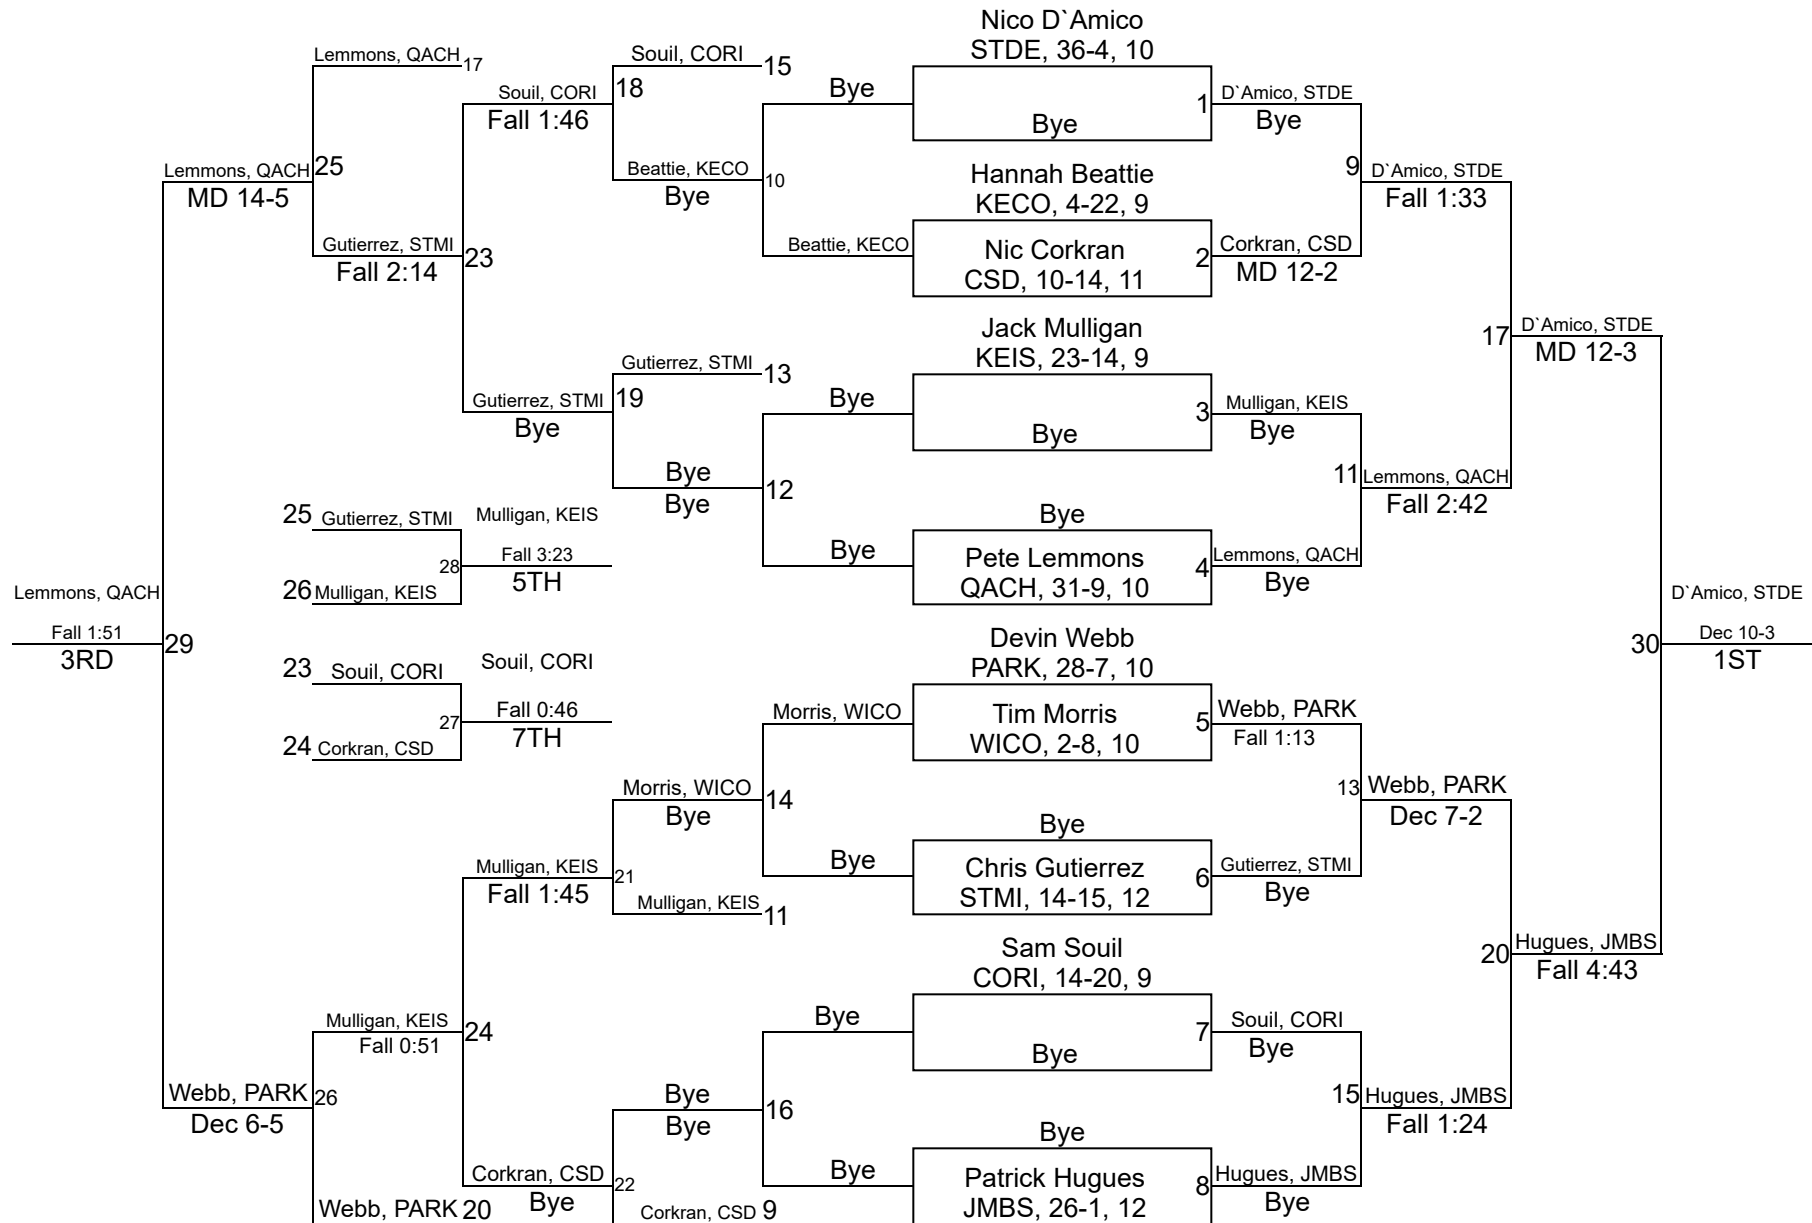 Nico D`Amico
STDE, 36-4, 10
Lemmons, QACH 17
Souil, CORI 15
Souil, CORI 18
Fall 1:46
Bye
1 D`Amico, STDE
Bye
Bye
Lemmons, QACH 25
MD 14-5
Beattie, KECO 10
Bye
Hannah Beattie
KECO, 4-22, 9
9 D`Amico, STDE
Fall 1:33
Gutierrez, STMI 23
Fall 2:14
Beattie, KECO
Nic Corkran
CSD, 10-14, 11
2 Corkran, CSD
MD 12-2
Jack Mulligan
KEIS, 23-14, 9
17 D`Amico, STDE
MD 12-3
Gutierrez, STMI 13
Gutierrez, STMI 19
Bye
Bye
3 Mulligan, KEIS
Bye
Bye
Bye
Bye
12
11 Lemmons, QACH
Fall 2:42
25 Gutierrez, STMI
Mulligan, KEIS
Bye
28 Fall 3:23
5TH
26 Mulligan, KEIS
Bye
Pete Lemmons
QACH, 31-9, 10
4 Lemmons, QACH
Bye
Lemmons, QACH
Fall 1:51
3RD
29
D`Amico, STDE
30 Dec 10-3
1ST
Devin Webb
PARK, 28-7, 10
23 Souil, CORI
Souil, CORI
27 Fall 0:46
7TH
24 Corkran, CSD
Morris, WICO
Tim Morris
WICO, 2-8, 10
5 Webb, PARK
Fall 1:13
Morris, WICO 14
Bye
13 Webb, PARK
Dec 7-2
Bye
Mulligan, KEIS 21
Fall 1:45
Mulligan, KEIS 11
Bye
Chris Gutierrez
STMI, 14-15, 12
6 Gutierrez, STMI
Bye
Sam Souil
CORI, 14-20, 9
20 Hugues, JMBS
Fall 4:43
Mulligan, KEIS 24
Fall 0:51
Bye
7 Souil, CORI
Bye
Bye
Webb, PARK 26
Dec 6-5
Bye
Bye
16
15 Hugues, JMBS
Fall 1:24
Bye
Corkran, CSD 22
Bye
Bye
Patrick Hugues
JMBS, 26-1, 12
8 Hugues, JMBS
Bye
Webb, PARK 20
Corkran, CSD 9